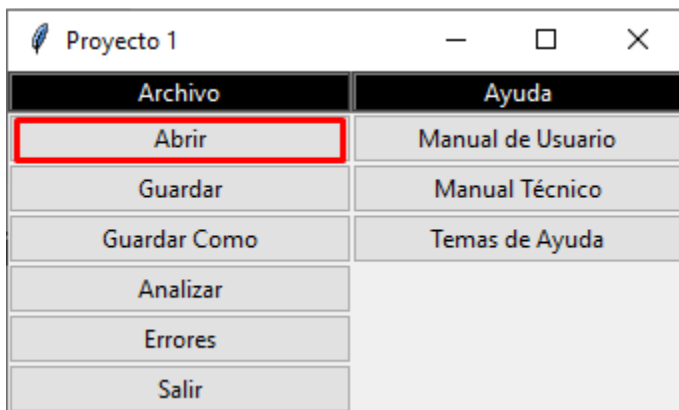 Proyecto 1
Archivo Ayuda
Abrir Manual de Usuario
Guardar Manual Técnico
Guardar Como Temas de Ayuda
Analizar
Errores
Salir